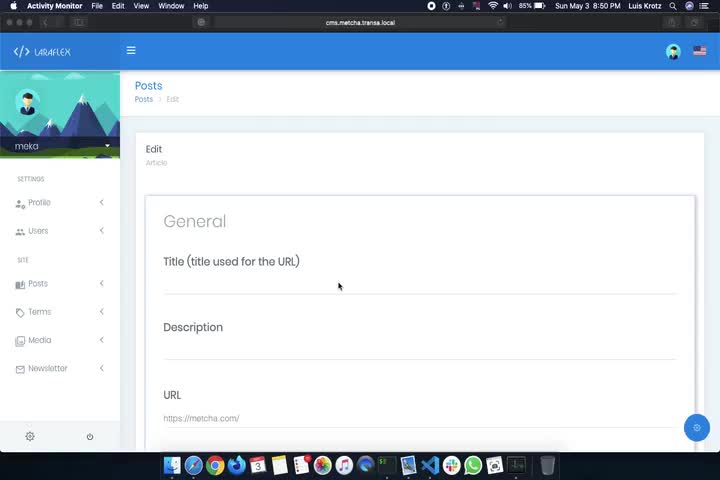 Activity Monitor File Edit View Window Help 85% Sun May 3 8:50 PM Luis Krotz
cms.metcha.transa.local
</> LARAFLEX
Posts
Posts > Edit
meka
SETTINGS
Profile
Users
SITE
Posts
Terms
Media
Newsletter
Edit
Article
General
Title (title used for the URL)
Description
URL
https://metcha.com/
3